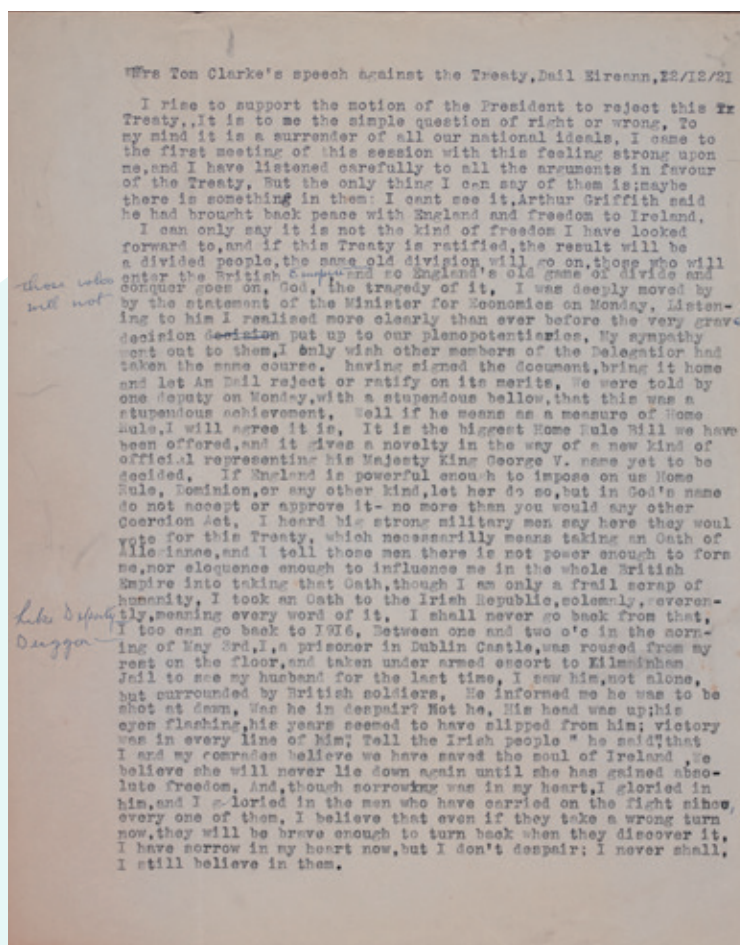 Mrs Tom Clarke's speech against the Treaty,Dail Eireann,22/12/21
I rise to support the motion of the President to reject this Tr
Treaty,.It is to me the simple question of right or wrong. To
my mind it is a surrender of all our national ideals. I came to
the first meeting of this session with this feeling strong upon
me,and I have listened carefully to all the arguments in favour
of the Treaty. But the only thing I can say of them is;maybe
there is something in them: I cant see it.Arthur Griffith said
he had brought back peace with England and freedom to Ireland.
I can only say it is not the kind of freedom I have looked
forward to,and if this Treaty is ratified,the result will be
a divided people,the same old division will go on,those who will
enter the British Empire and so England's old game of divide and
those who
will not
conquer goes on. God, the tragedy of it. I was deeply moved by
by the statement of the Minister for Economics on Monday. Listen-
ing to him I realised more clearly than ever before the very grave
decision decision put up to our plenopotentiaries. My sympathy
went out to them,I only wish other members of the Delegation had
taken the same course. having signed the document,bring it home
and let An Dail reject or ratify on its merits. We were told by
one deputy on Monday,with a stupendous bellow,that this was a
stupendous achievement. Well if he means as a measure of Home
Rule,I will agree it is. It is the biggest Home Rule Bill we have
been offered,and it gives a novelty in the way of a new kind of
official representing his Majesty King George V. name yet to be
decided. If England is powerful enough to impose on us Home
Rule, Dominion,or any other kind,let her do so,but in God's name
do not accept or approve it- no more than you would any other
Coercion Act. I heard big strong military men say here they woul
vote for this Treaty, which necessarily means taking an Oath of
Allegiance,and I tell those men there is not power enough to fors
me,nor eloquence enough to influence me in the whole British
Empire into taking that Oath,though I am only a frail scrap of
humanity. I took an Oath to the Irish Republic,solemnly,reveren-
tly,meaning every word of it. I shall never go back from that.
Like Deputy
Duggan
I too can go back to 1916. Between one and two o'c in the morn-
ing of May 3rd,I,a prisoner in Dublin Castle,was roused from my
rest on the floor,and taken under armed escort to Kilmainham
Jail to see my husband for the last time. I saw him,not alone,
but surrounded by British soldiers. He informed me he was to be
shot at dawn. Was he in despair? Not he. His head was up;his
eyes flashing,his years seemed to have slipped from him; victory
was in every line of him; Tell the Irish people " he said"that
I and my comrades believe we have saved the soul of Ireland .We
believe she will never lie down again until she has gained abso-
lute freedom. And,though sorrowing was in my heart,I gloried in
him,and I gloried in the men who have carried on the fight since,
every one of them. I believe that even if they take a wrong turn
now,they will be brave enough to turn back when they discover it.
I have sorrow in my heart now,but I don't despair; I never shall.
I still believe in them.